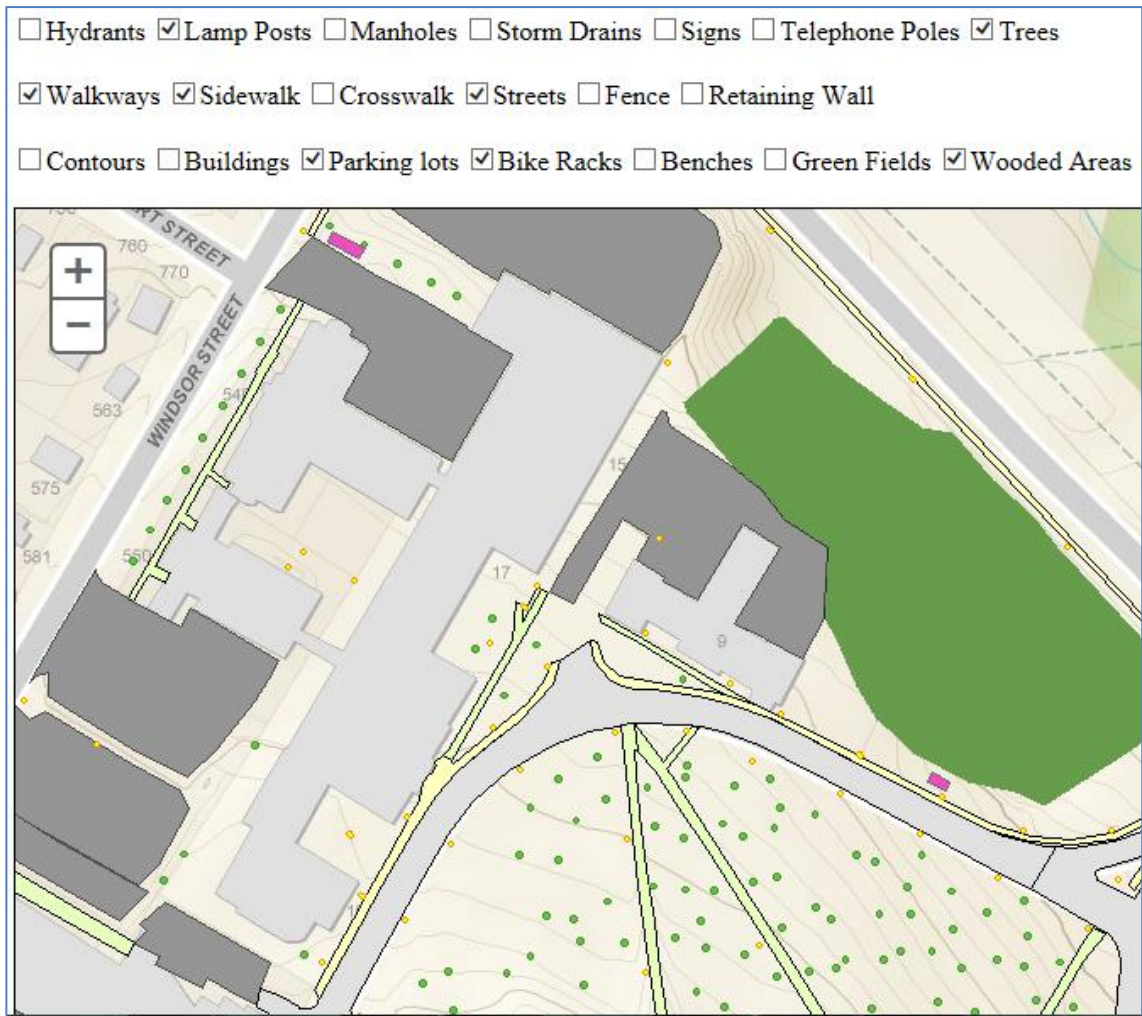 Hydrants Lamp Posts Manholes Storm Drains Signs Telephone Poles Trees
Walkways Sidewalk Crosswalk Streets Fence Retaining Wall
Contours Buildings Parking lots Bike Racks Benches Green Fields Wooded Areas
STREET
760
770
+
−
WINDSOR STREET
563
575
581
17
9